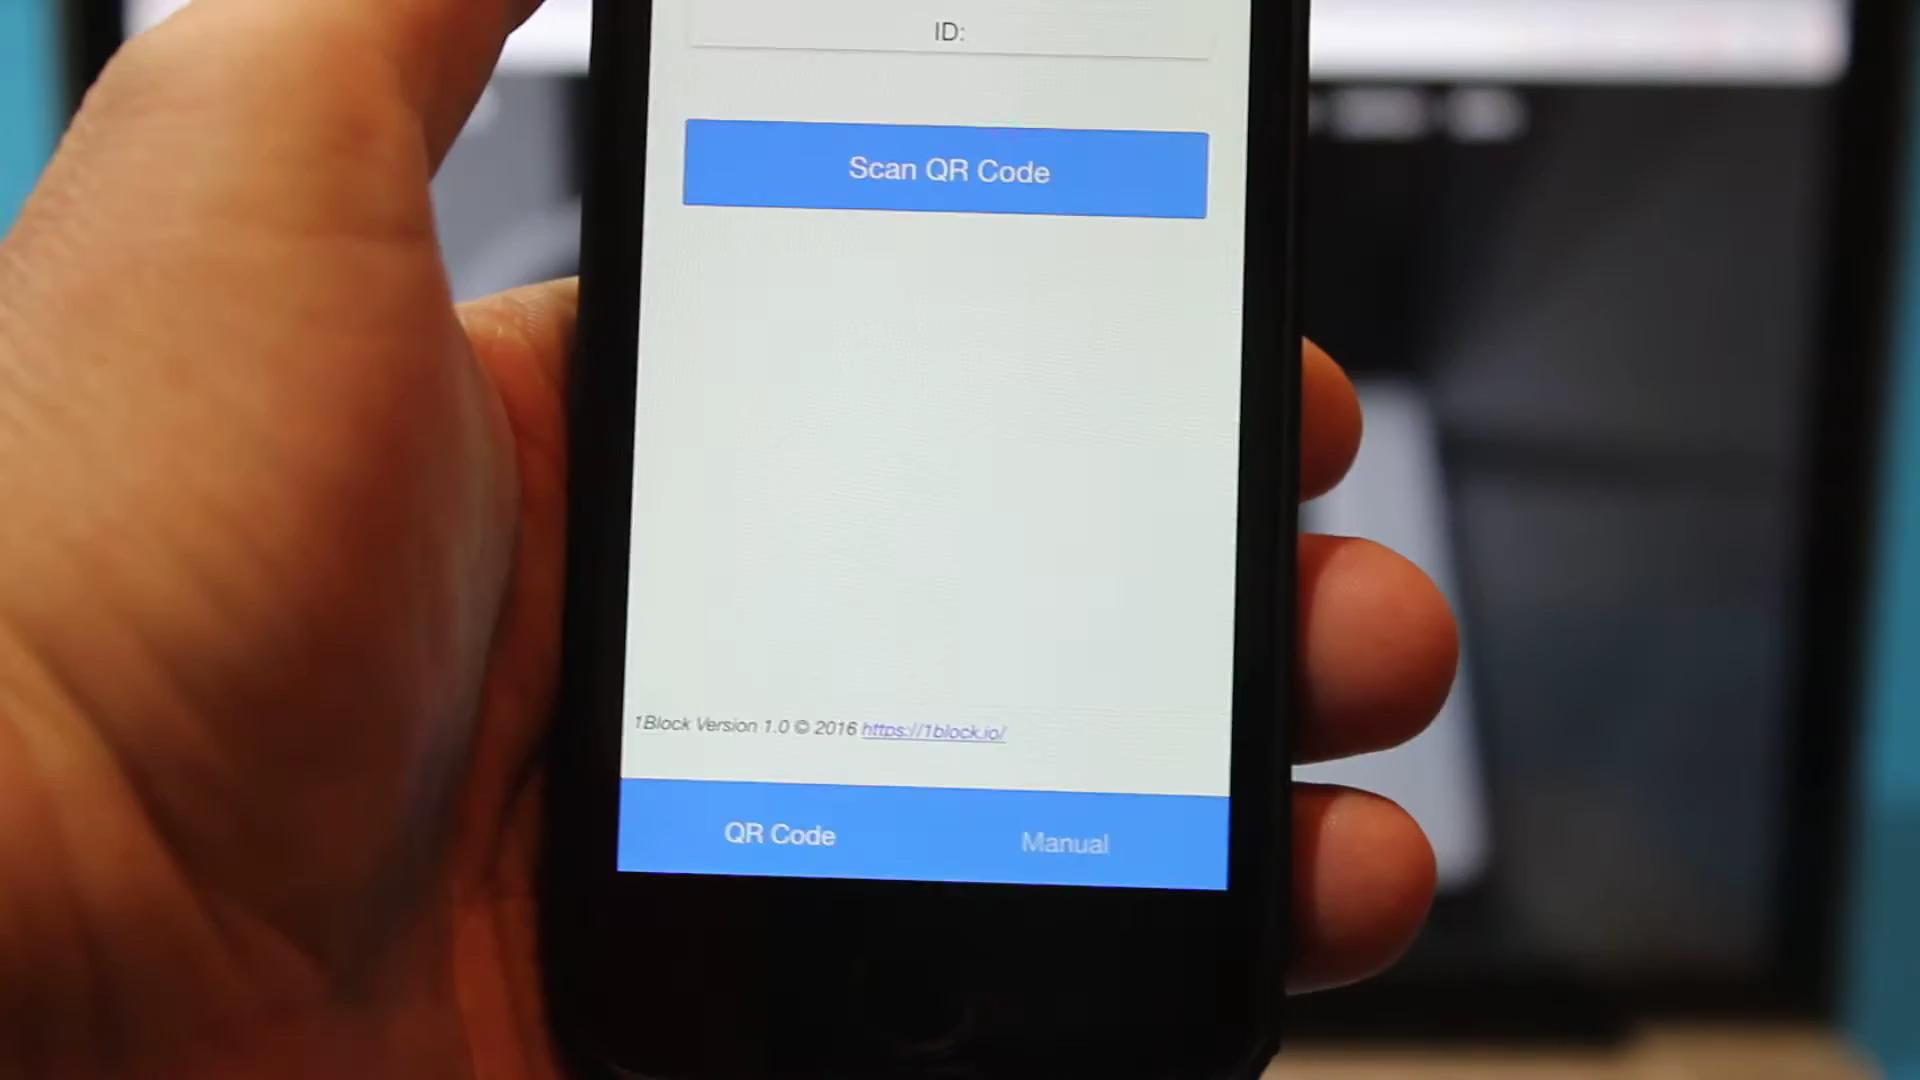 ID:
Scan QR Code
1Block Version 1.0 © 2016 https://1block.io/
QR Code Manual